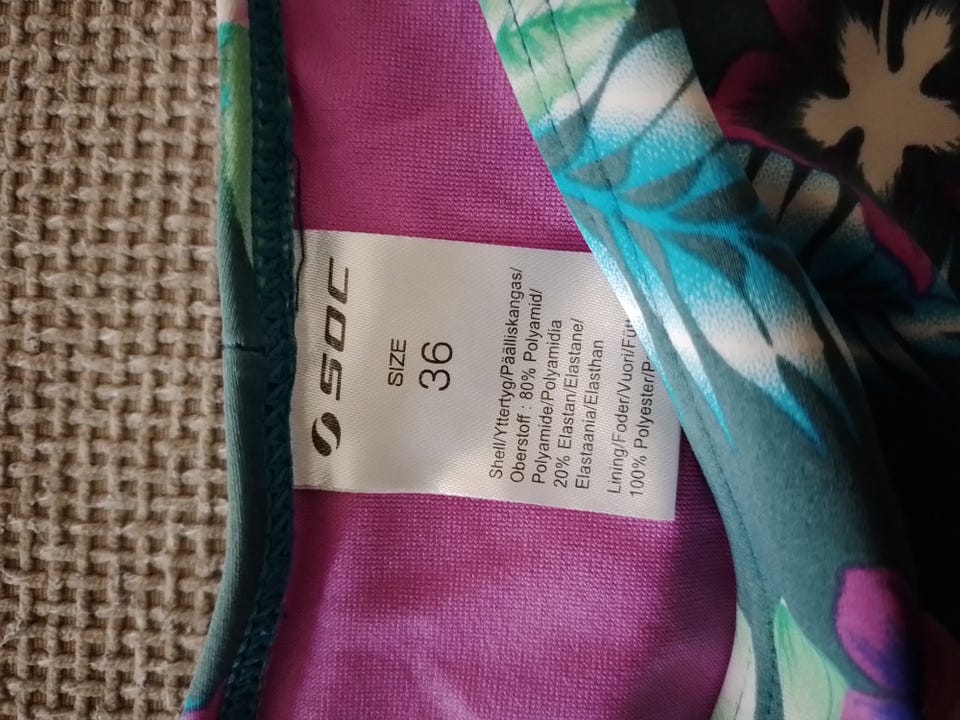 SOC
SIZE
36
Shell/Yttertyg/Päälliskangas/
Oberstoff : 80% Polyamid/
Polyamide/Polyamidia
20% Elastan/Elastane/
Elastaania/Elasthan
Lining/Foder/Vuori/
100% Polyester/